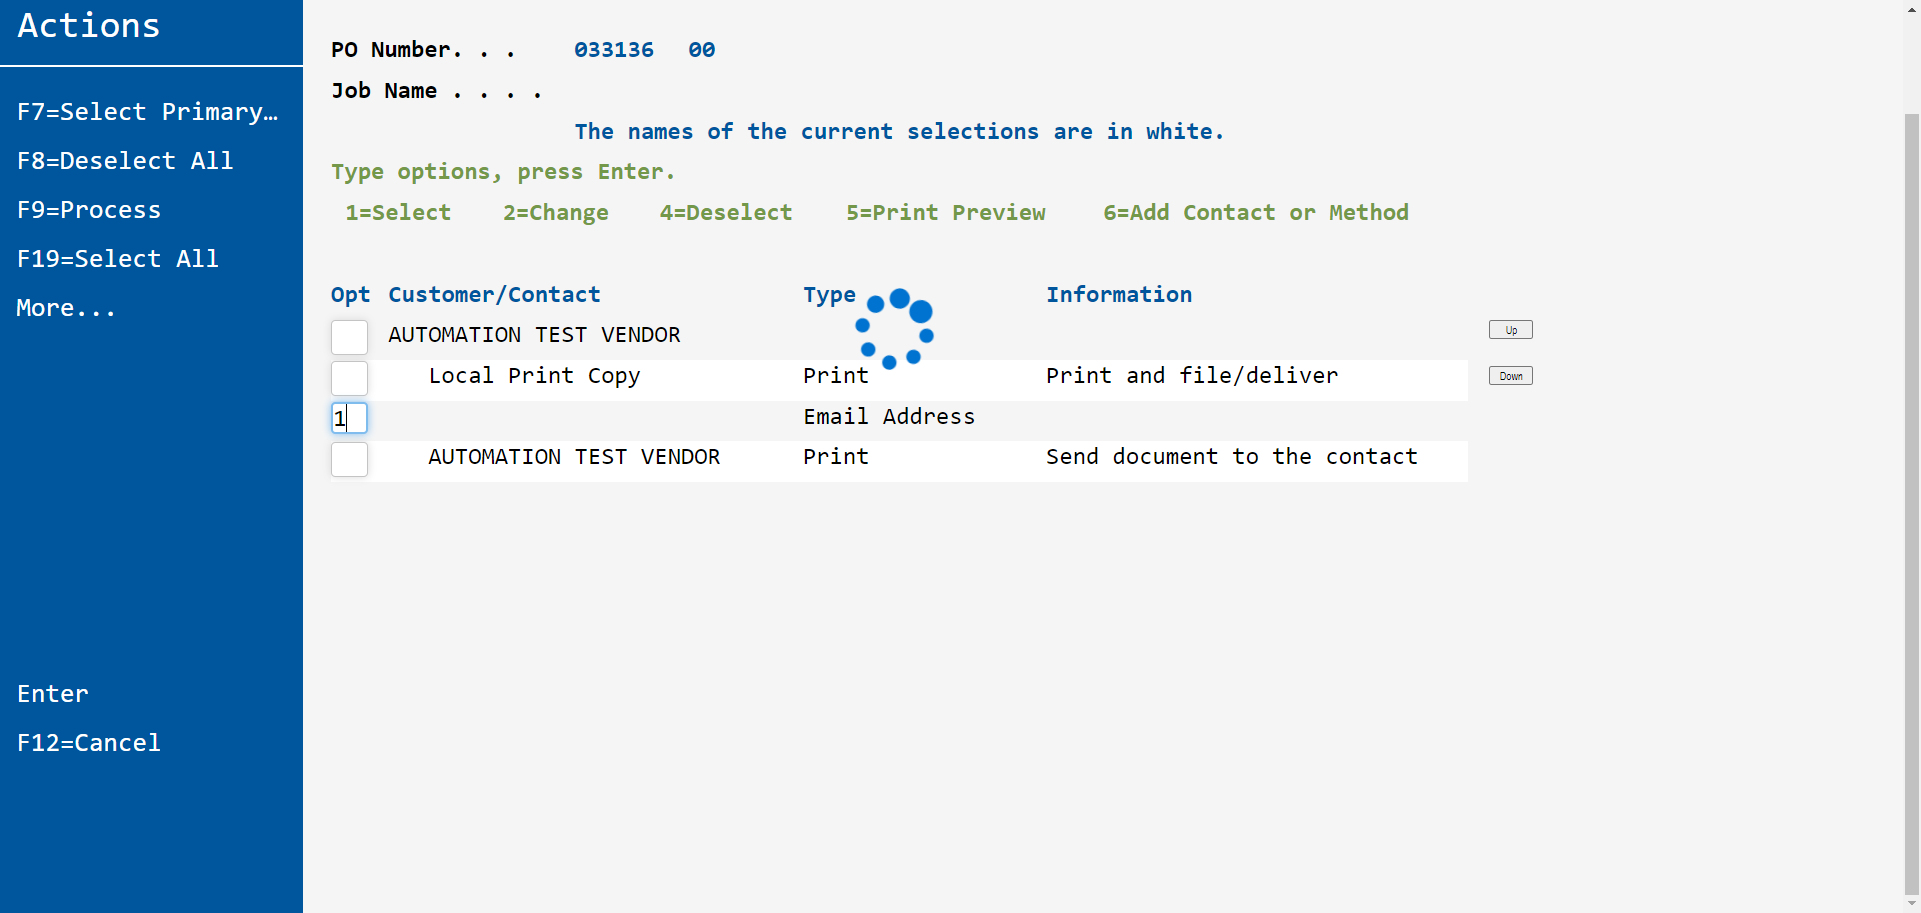 Actions
F7=Select Primary…
F8=Deselect All
F9=Process
F19=Select All
More...
Enter
F12=Cancel
PO Number. . . 033136 00
Job Name . . . .
The names of the current selections are in white.
Type options, press Enter.
1=Select 2=Change 4=Deselect 5=Print Preview 6=Add Contact or Method
Opt Customer/Contact Type Information
AUTOMATION TEST VENDOR Up
Local Print Copy Print Print and file/deliver Down
1 Email Address
AUTOMATION TEST VENDOR Print Send document to the contact